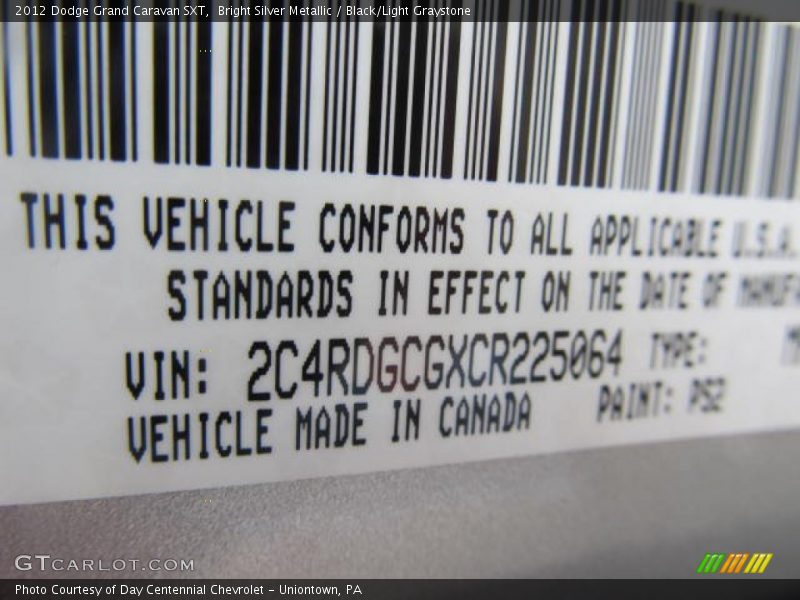 2012 Dodge Grand Caravan SXT, Bright Silver Metallic / Black/Light Graystone
THIS VEHICLE CONFORMS TO ALL APPLICABLE U.S.A.
STANDARDS IN EFFECT ON THE DATE OF
VIN: 2C4RDGCGXCR225064 TYPE:
VEHICLE MADE IN CANADA PAINT: PS2
GTCARLOT.COM
Photo Courtesy of Day Centennial Chevrolet - Uniontown, PA